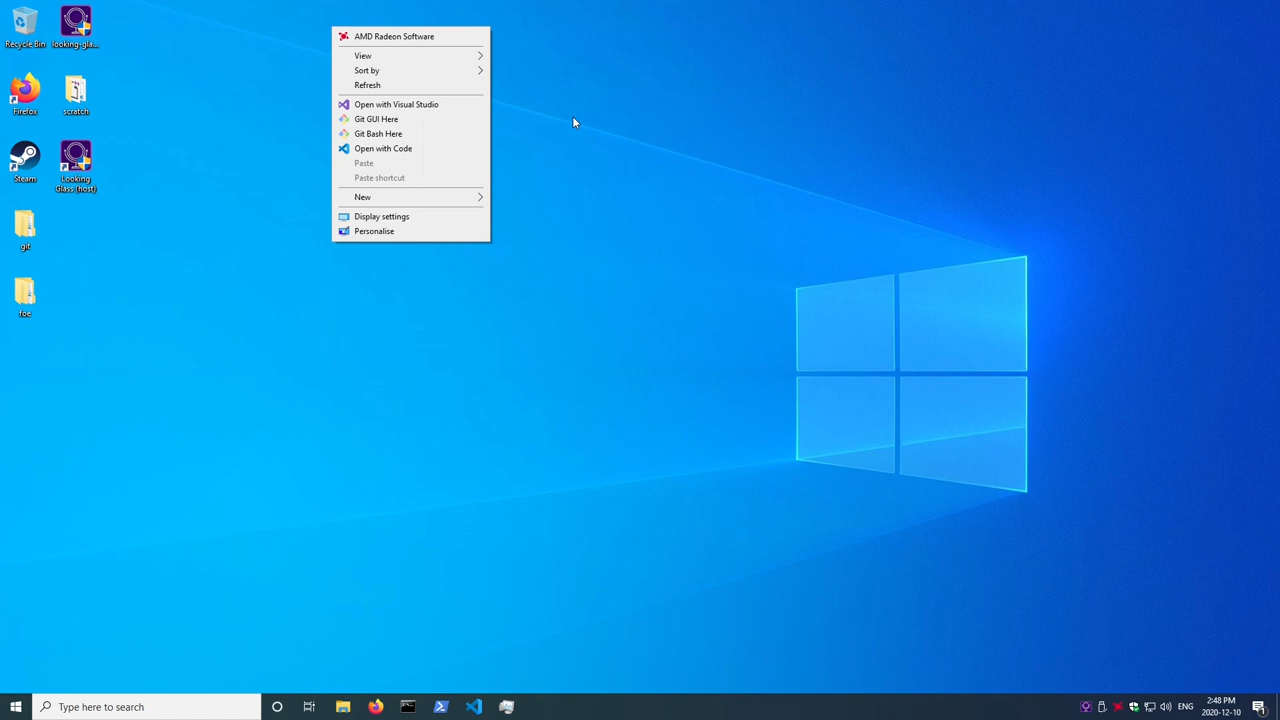 Recycle Bin
looking-gla...
Firefox
scratch
Steam
Looking
Glass (host)
git
foe
AMD Radeon Software
View
Sort by
Refresh
Open with Visual Studio
Git GUI Here
Git Bash Here
Open with Code
Paste
Paste shortcut
New
Display settings
Personalise
Type here to search
ENG
2:48 PM
2020-12-10
1